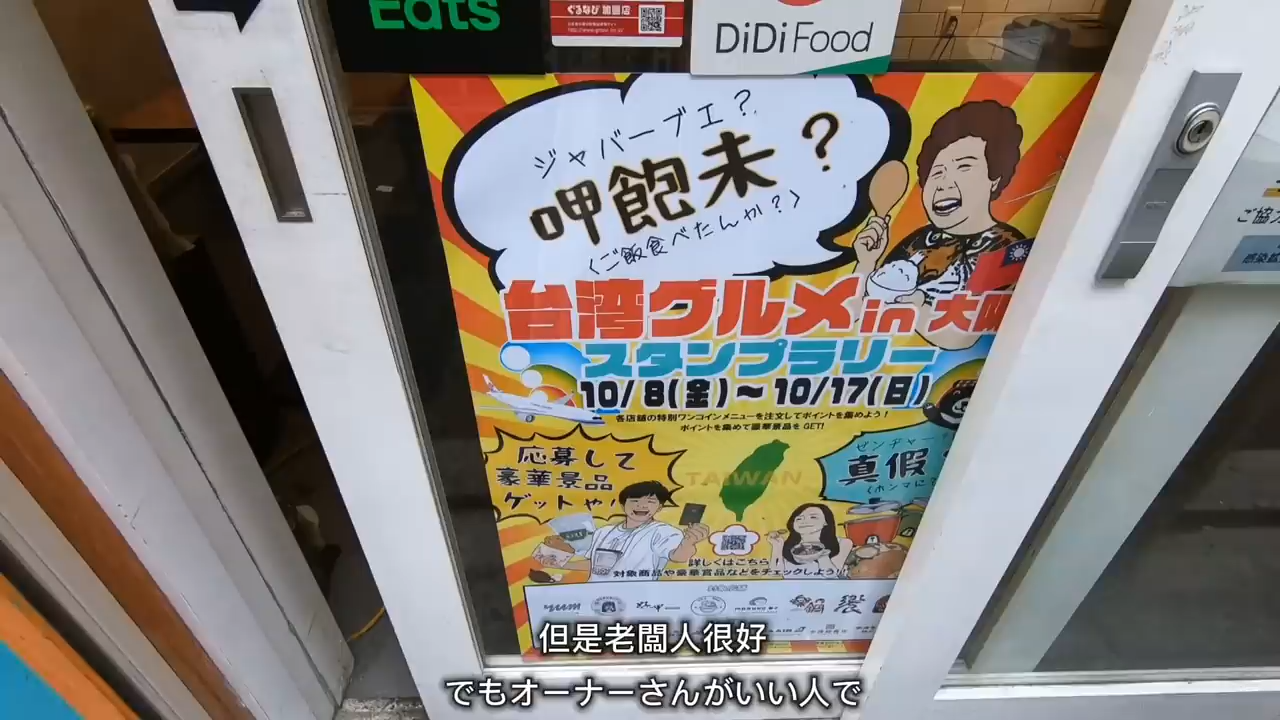 Eats
ぐるなび 加盟店
DiDi Food
ジャバーブエ？
呷飽未？
(ご飯食べたんか？)
台湾グルメ in 大阪
スタンプラリー
10/8(金)～10/17(日)
各店舗の特別ワンコインメニューを注文してポイントを集めよう！
ポイントを集めて豪華景品をGET!
応募して
豪華景品
ゲットや!
TAIWAN
ゼンジャー
真假
(ホンマに
詳しくはこちら！
対象商品や豪華賞品などをチェックしよう!!
ご協
感染
但是老闆人很好
でもオーナーさんがいい人で